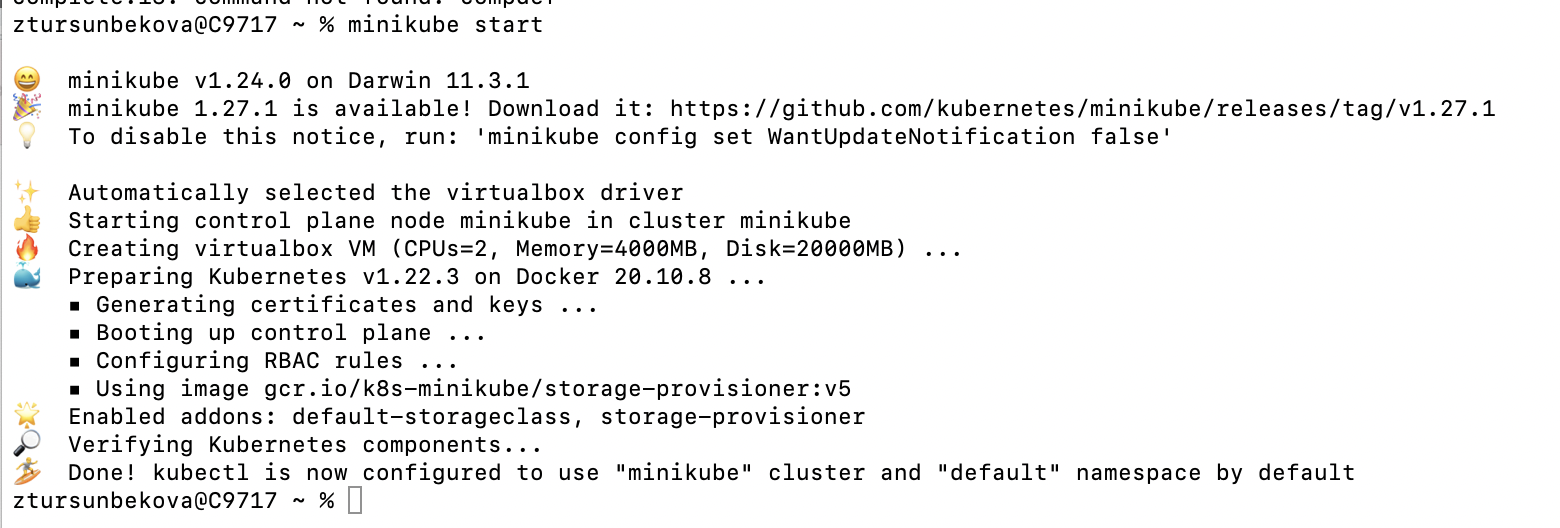 complete.is: command not found: compdef
ztursunbekova@C9717 ~ % minikube start
😄 minikube v1.24.0 on Darwin 11.3.1
🎉 minikube 1.27.1 is available! Download it: https://github.com/kubernetes/minikube/releases/tag/v1.27.1
💡 To disable this notice, run: 'minikube config set WantUpdateNotification false'
✨ Automatically selected the virtualbox driver
👍 Starting control plane node minikube in cluster minikube
🔥 Creating virtualbox VM (CPUs=2, Memory=4000MB, Disk=20000MB) ...
🐳 Preparing Kubernetes v1.22.3 on Docker 20.10.8 ...
▪ Generating certificates and keys ...
▪ Booting up control plane ...
▪ Configuring RBAC rules ...
▪ Using image gcr.io/k8s-minikube/storage-provisioner:v5
🌟 Enabled addons: default-storageclass, storage-provisioner
🔎 Verifying Kubernetes components...
🏄 Done! kubectl is now configured to use "minikube" cluster and "default" namespace by default
ztursunbekova@C9717 ~ %